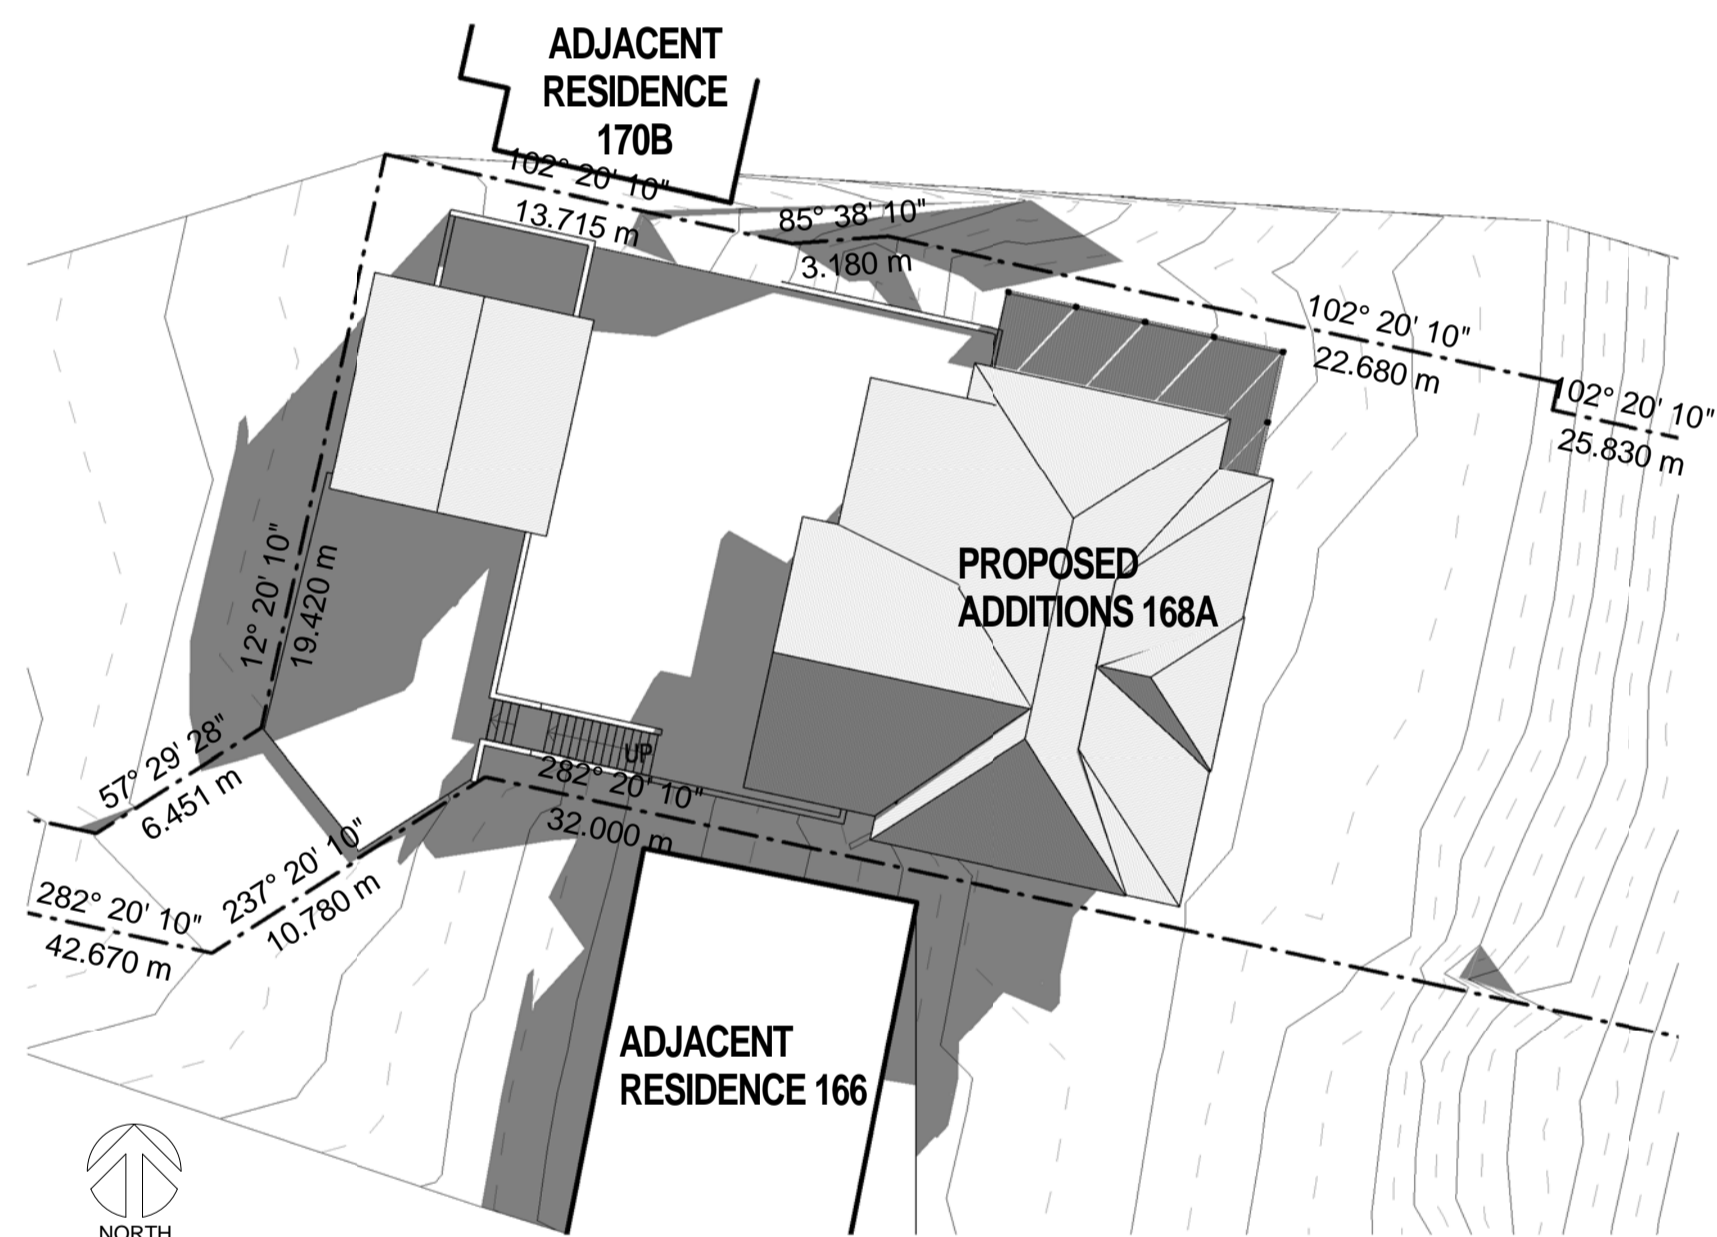 ADJACENT
RESIDENCE
170B
102° 20' 10"
13.715 m
85° 38' 10"
3.180 m
102° 20' 10"
22.680 m
102° 20' 10"
25.830 m
12° 20' 10"
19.420 m
PROPOSED
ADDITIONS 168A
57° 29' 28"
6.451 m
UP
282° 20' 10"
32.000 m
237° 20' 10"
10.780 m
282° 20' 10"
42.670 m
ADJACENT
RESIDENCE 166
NORTH